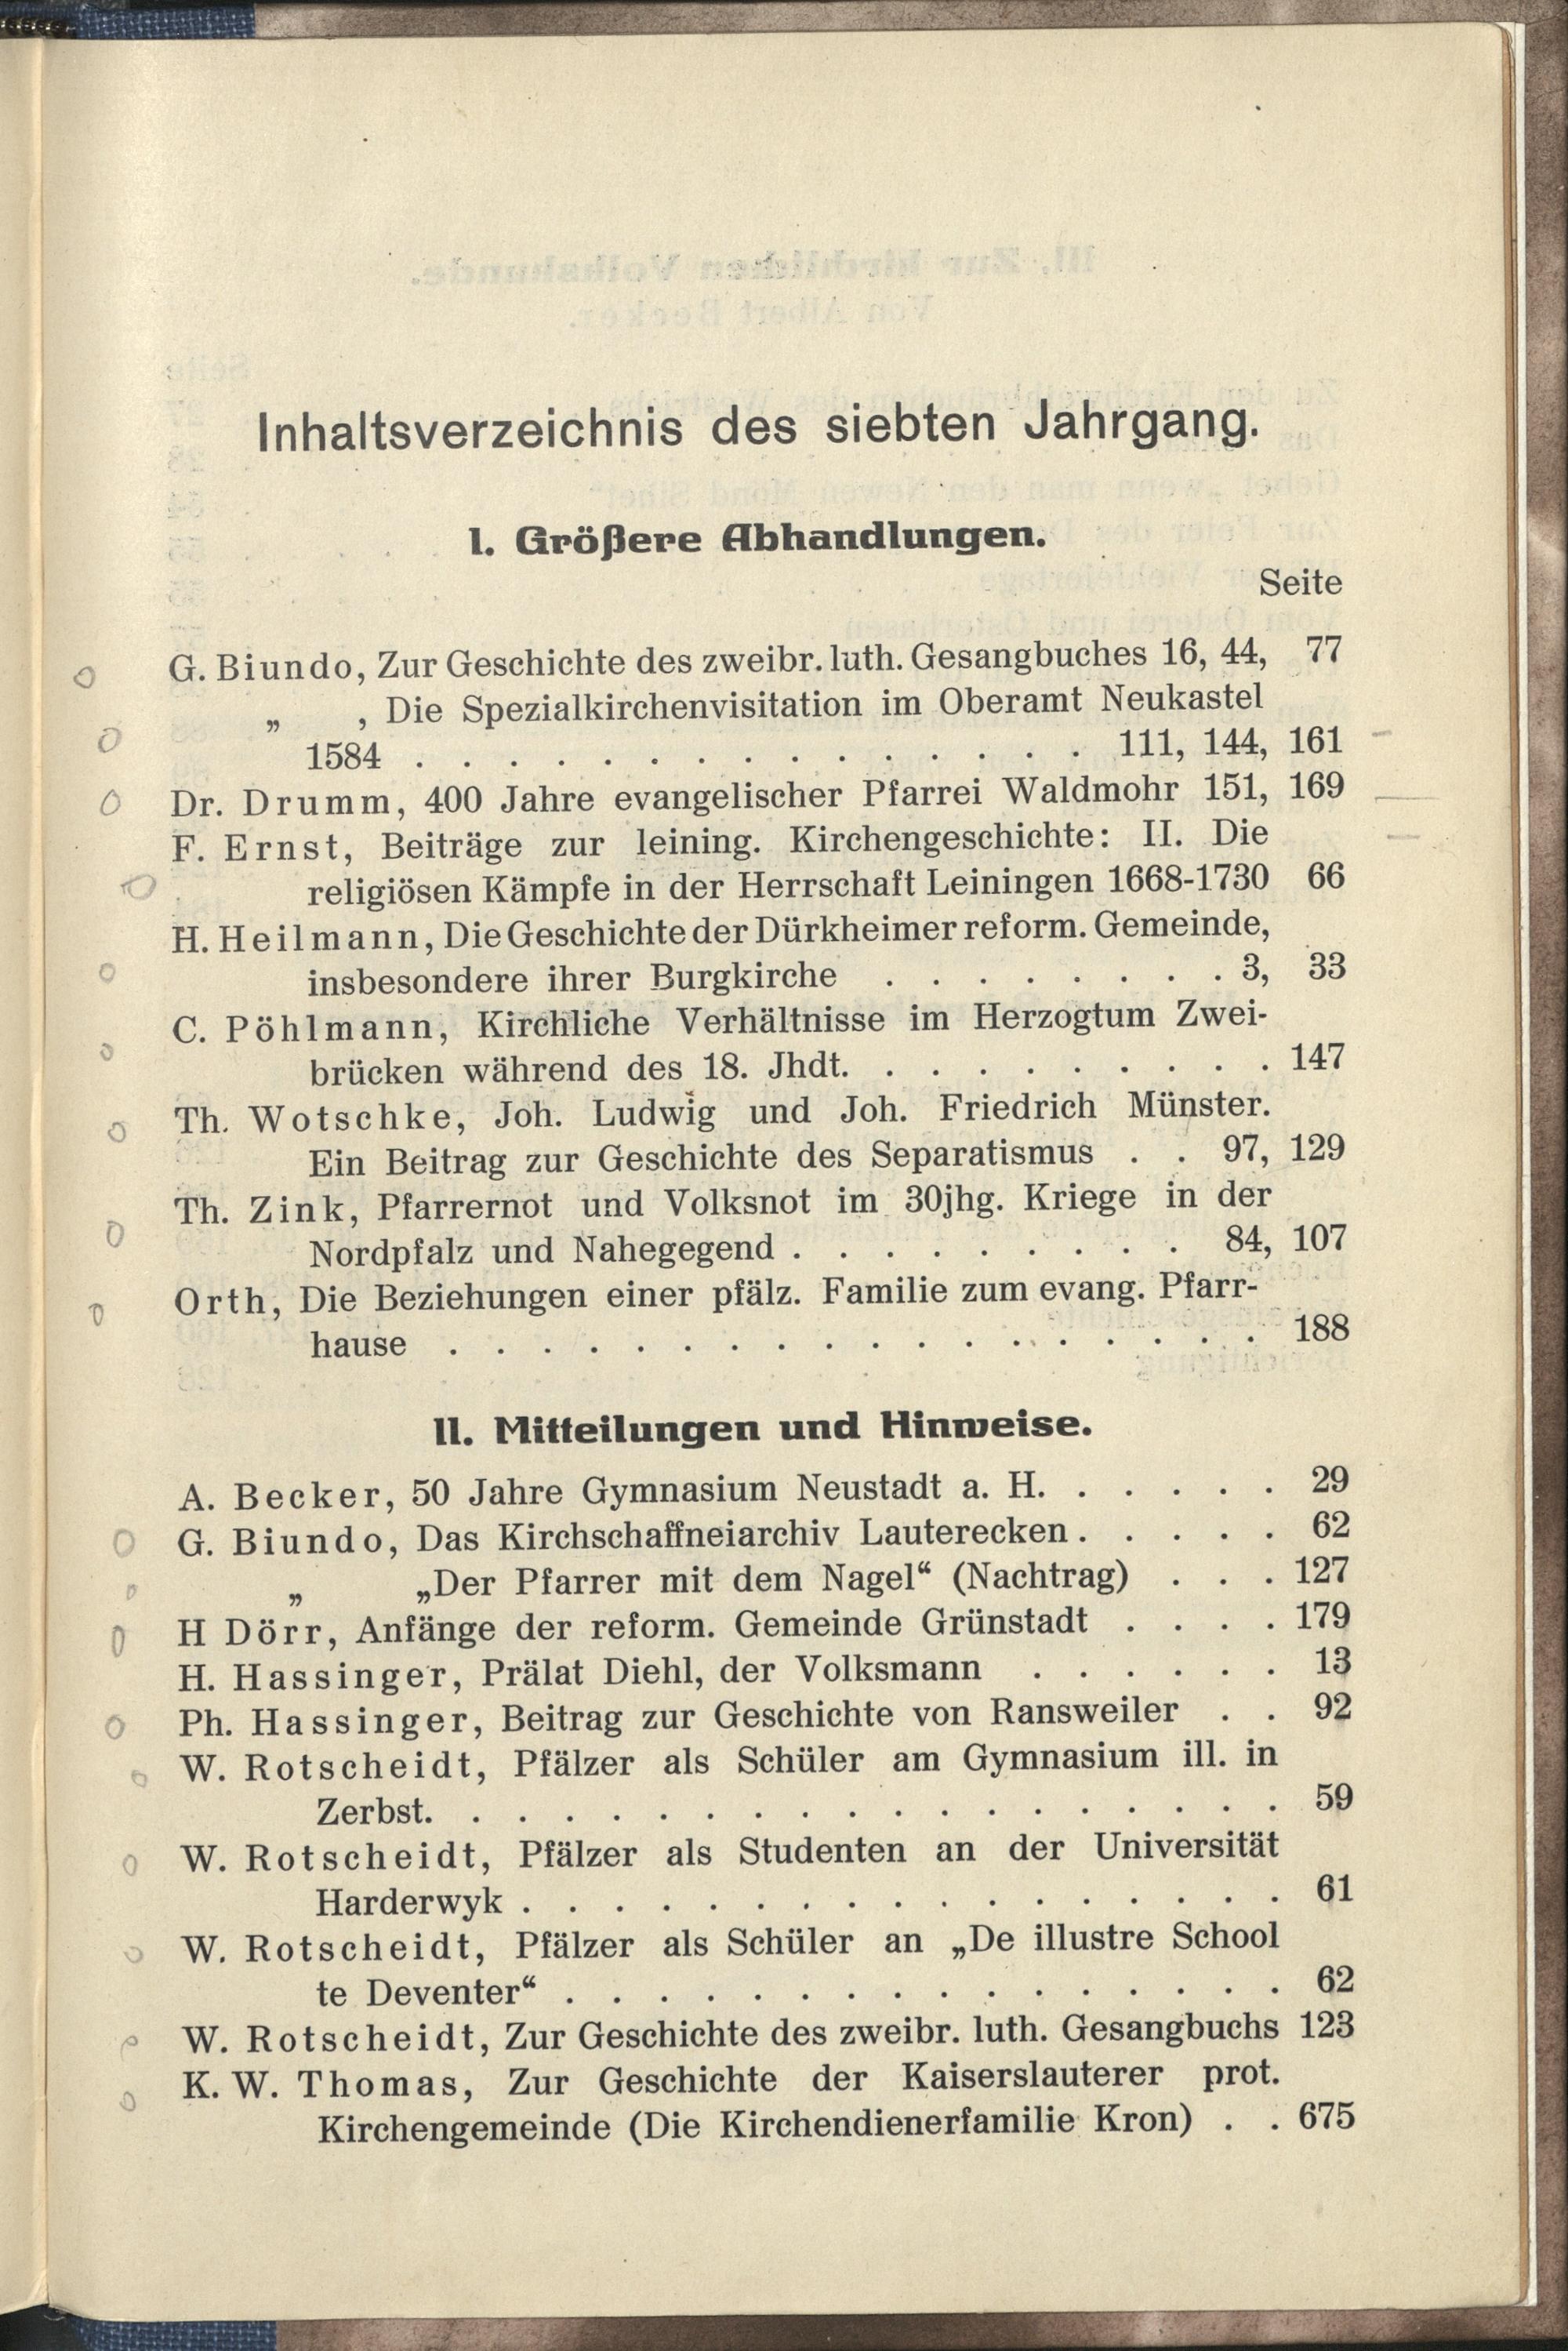 Inhaltsverzeichnis des siebten Jahrgang.
I. Größere Abhandlungen.
Seite
G. Biundo, Zur Geschichte des zweibr. luth. Gesangbuches 16, 44, 77
„ , Die Spezialkirchenvisitation im Oberamt Neukastel
1584 . . . . . . . . . . . . . . . 111, 144, 161
Dr. Drumm, 400 Jahre evangelischer Pfarrei Waldmohr 151, 169
F. Ernst, Beiträge zur leining. Kirchengeschichte: II. Die
religiösen Kämpfe in der Herrschaft Leiningen 1668-1730 66
H. Heilmann, Die Geschichte der Dürkheimer reform. Gemeinde,
insbesondere ihrer Burgkirche . . . . . . . . 3, 33
C. Pöhlmann, Kirchliche Verhältnisse im Herzogtum Zwei-
brücken während des 18. Jhdt. . . . . . . . . . 147
Th. Wotschke, Joh. Ludwig und Joh. Friedrich Münster.
Ein Beitrag zur Geschichte des Separatismus . . 97, 129
Th. Zink, Pfarrernot und Volksnot im 30jhg. Kriege in der
Nordpfalz und Nahegegend . . . . . . . . . 84, 107
Orth, Die Beziehungen einer pfälz. Familie zum evang. Pfarr-
hause . . . . . . . . . . . . . . . . . . 188
II. Mitteilungen und Hinweise.
A. Becker, 50 Jahre Gymnasium Neustadt a. H. . . . . . 29
G. Biundo, Das Kirchschaffneiarchiv Lauterecken . . . . . 62
„ „Der Pfarrer mit dem Nagel“ (Nachtrag) . . . 127
H Dörr, Anfänge der reform. Gemeinde Grünstadt . . . . 179
H. Hassinger, Prälat Diehl, der Volksmann . . . . . . 13
Ph. Hassinger, Beitrag zur Geschichte von Ransweiler . . 92
W. Rotscheidt, Pfälzer als Schüler am Gymnasium ill. in
Zerbst. . . . . . . . . . . . . . . . . . . 59
W. Rotscheidt, Pfälzer als Studenten an der Universität
Harderwyk . . . . . . . . . . . . . . . . . 61
W. Rotscheidt, Pfälzer als Schüler an „De illustre School
te Deventer“ . . . . . . . . . . . . . . . . 62
W. Rotscheidt, Zur Geschichte des zweibr. luth. Gesangbuchs 123
K. W. Thomas, Zur Geschichte der Kaiserslauterer prot.
Kirchengemeinde (Die Kirchendienerfamilie Kron) . . 675